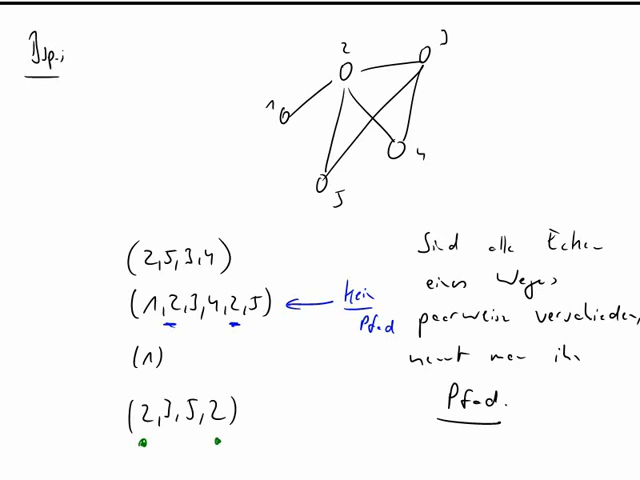 Bsp.:
2
3
1
4
5
(2,5,3,4)
(1,2,3,4,2,5)
kein
Pfad
(1)
(2,3,5,2)
Sind alle Ecken
eines Weges
paarweise verschieden,
nennt man ihn
Pfad.